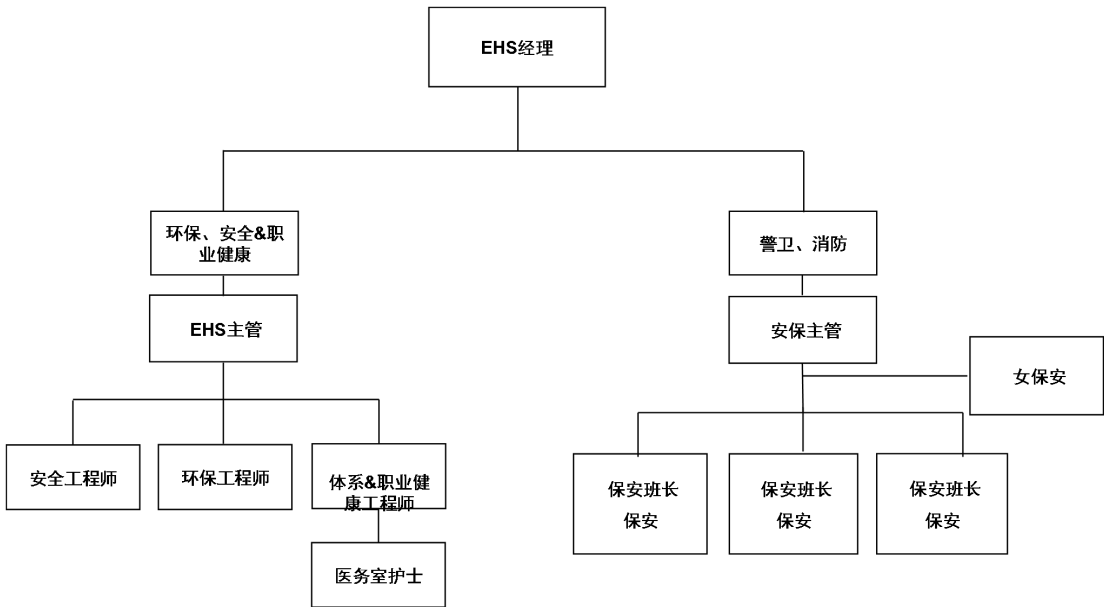 EHS经理
环保、安全&职
业健康
警卫、消防
EHS主管
安保主管
女保安
安全工程师
环保工程师
体系&职业健
康工程师
保安班长
保安
保安班长
保安
保安班长
保安
医务室护士